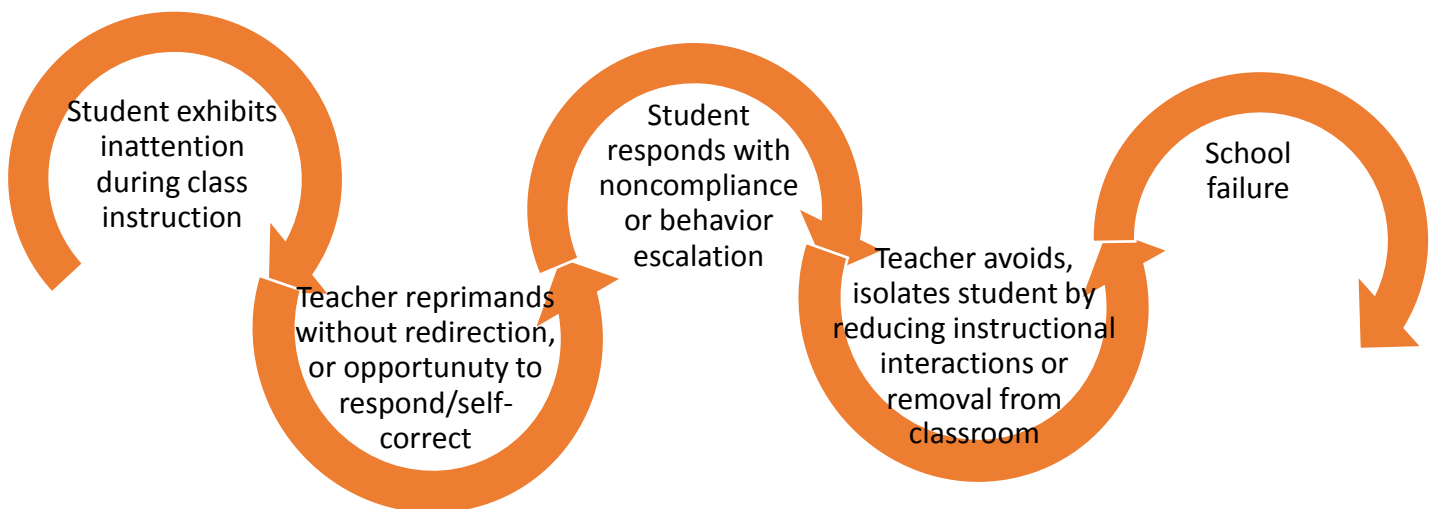 Student exhibits
inattention
during class
instruction
Teacher reprimands
without redirection,
or opportunuty to
respond/self-
correct
Student
responds with
noncompliance
or behavior
escalation
Teacher avoids,
isolates student by
reducing instructional
interactions or
removal from
classroom
School
failure